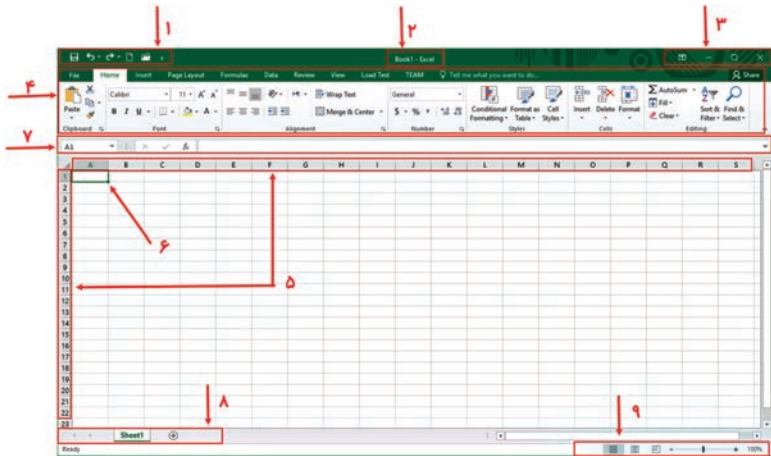 ۱ ۲ ۳
Book1 - Excel
File Home Insert Page Layout Formulas Data Review View Load Test TEAM Tell me what you want to do... Share
۴
Paste Calibri 11 A A Wrap Text General Conditional Format as Cell Insert Delete Format AutoSum Sort & Find &
B I U A Merge & Center $ % , Formatting Table Styles Fill Filter Select
Clear
Clipboard Font Alignment Number Styles Cells Editing
۷
A1 fx
A B C D E F G H I J K L M N O P Q R S
1
2
3
4
5
6
۶
7
8
9
10
۵
11
12
13
14
15
16
17
18
19
20
21
22
23
۸ ۹
Sheet1
Ready 100%